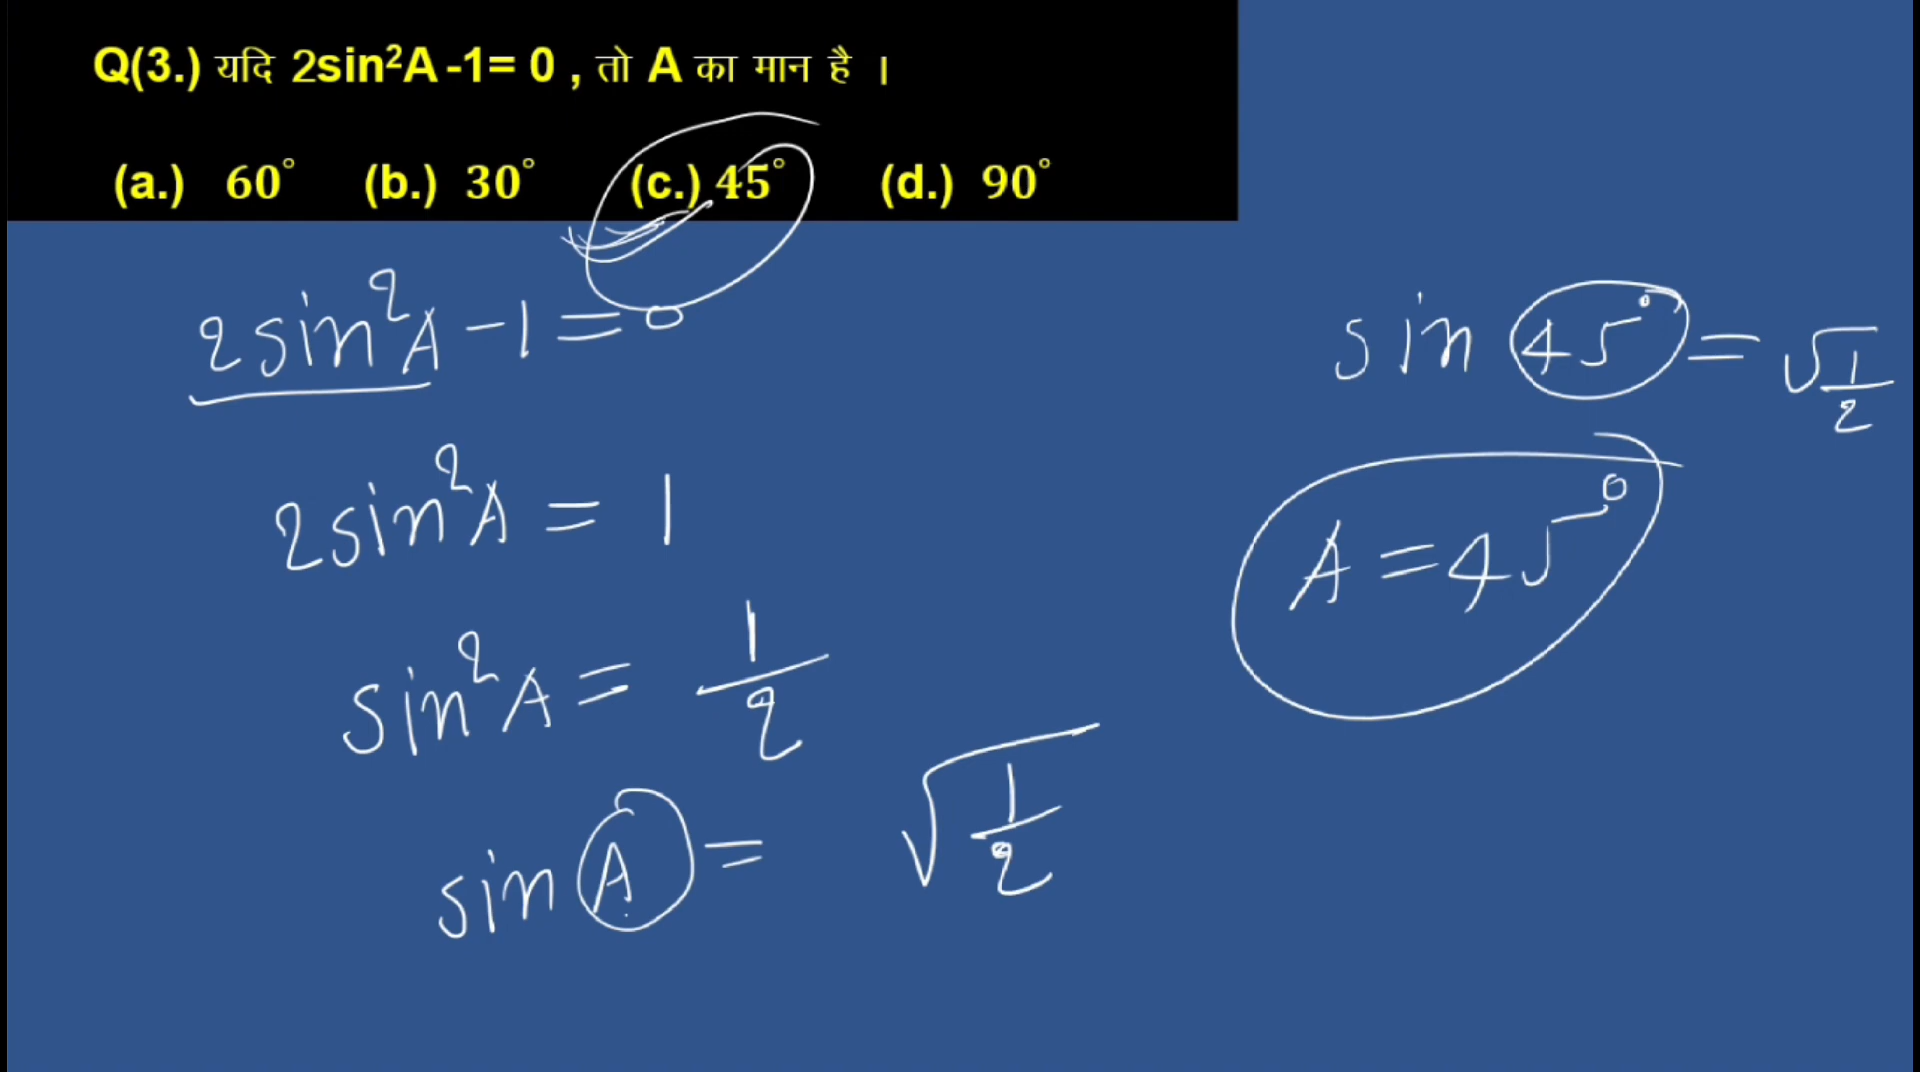 Q(3.) यदि 2sin²A -1= 0 , तो A का मान है ।
(a.) 60° (b.) 30° (c.) 45° (d.) 90°
2sin²A - 1 = 0
2sin²A = 1
sin²A = 1/2
sin A = √1/2
sin 45° = √1/2
A = 45°